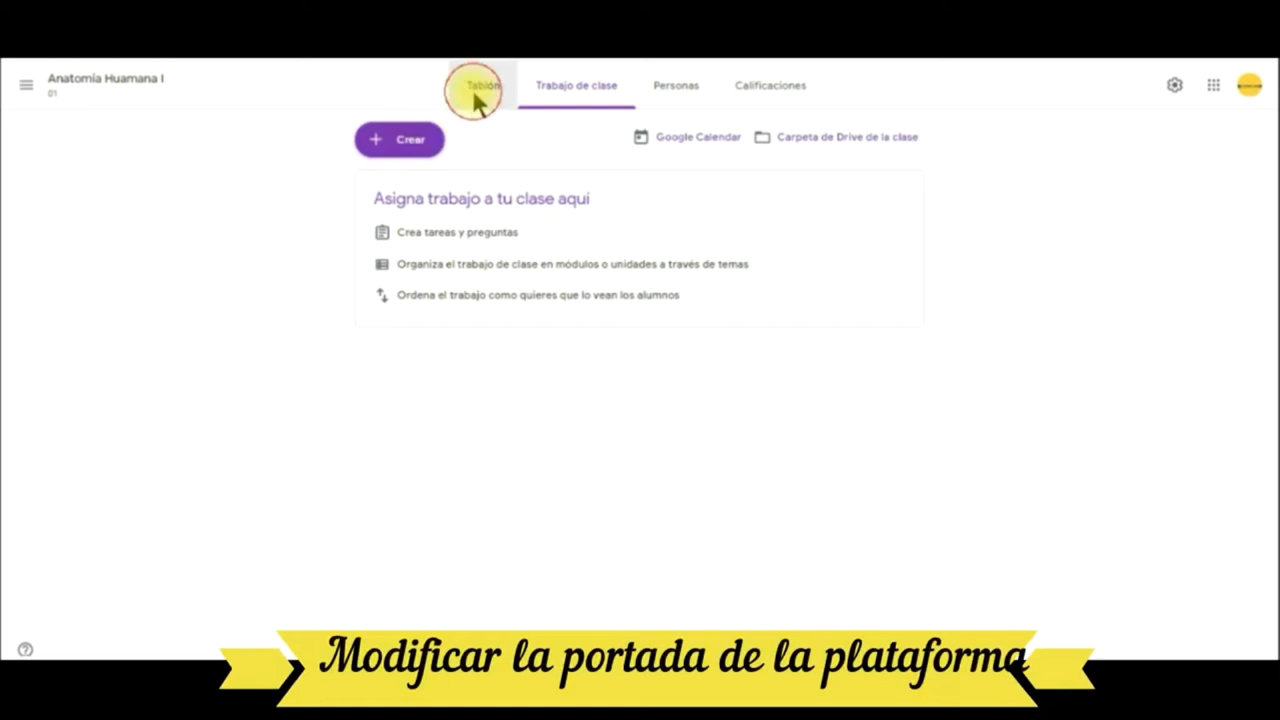 Anatomía Huamana I
01
Tablón
Trabajo de clase
Personas
Calificaciones
Crear
Google Calendar
Carpeta de Drive de la clase
Asigna trabajo a tu clase aquí
Crea tareas y preguntas
Organiza el trabajo de clase en módulos o unidades a través de temas
Ordena el trabajo como quieres que lo vean los alumnos
Modificar la portada de la plataforma